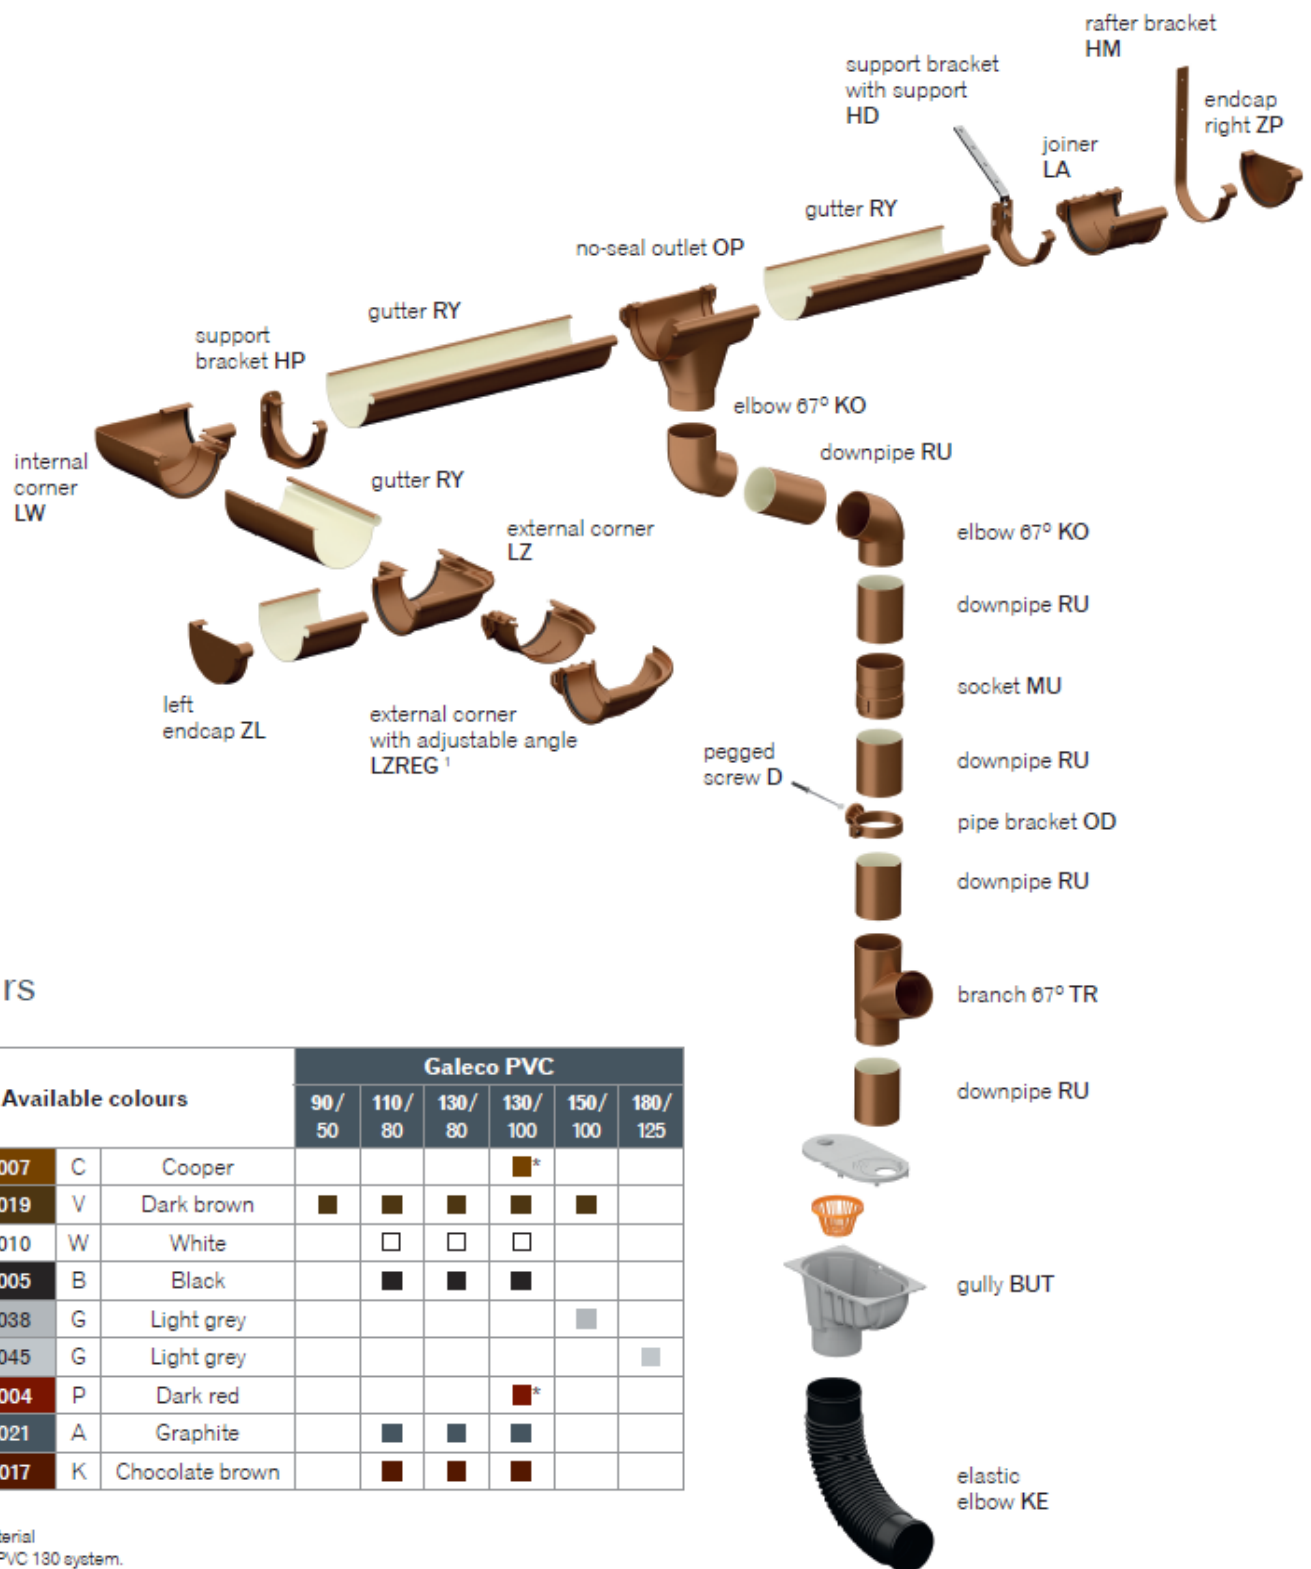 rafter bracket
HM
support bracket
with support
HD
endcap
right ZP
joiner
LA
gutter RY
no-seal outlet OP
gutter RY
support
bracket HP
elbow 67º KO
downpipe RU
internal
corner
LW
gutter RY
external corner
LZ
elbow 67º KO
downpipe RU
socket MU
left
endcap ZL
external corner
with adjustable angle
LZREG ¹
pegged
screw D
downpipe RU
pipe bracket OD
downpipe RU
rs
branch 67º TR
downpipe RU
Available colours
Galeco PVC
90/ 110/ 130/ 130/ 150/ 180/
50 80 80 100 100 125
007 C Cooper *
019 V Dark brown
010 W White
005 B Black
038 G Light grey
045 G Light grey
004 P Dark red *
021 A Graphite
017 K Chocolate brown
gully BUT
elastic
elbow KE
terial
PVC 130 system.